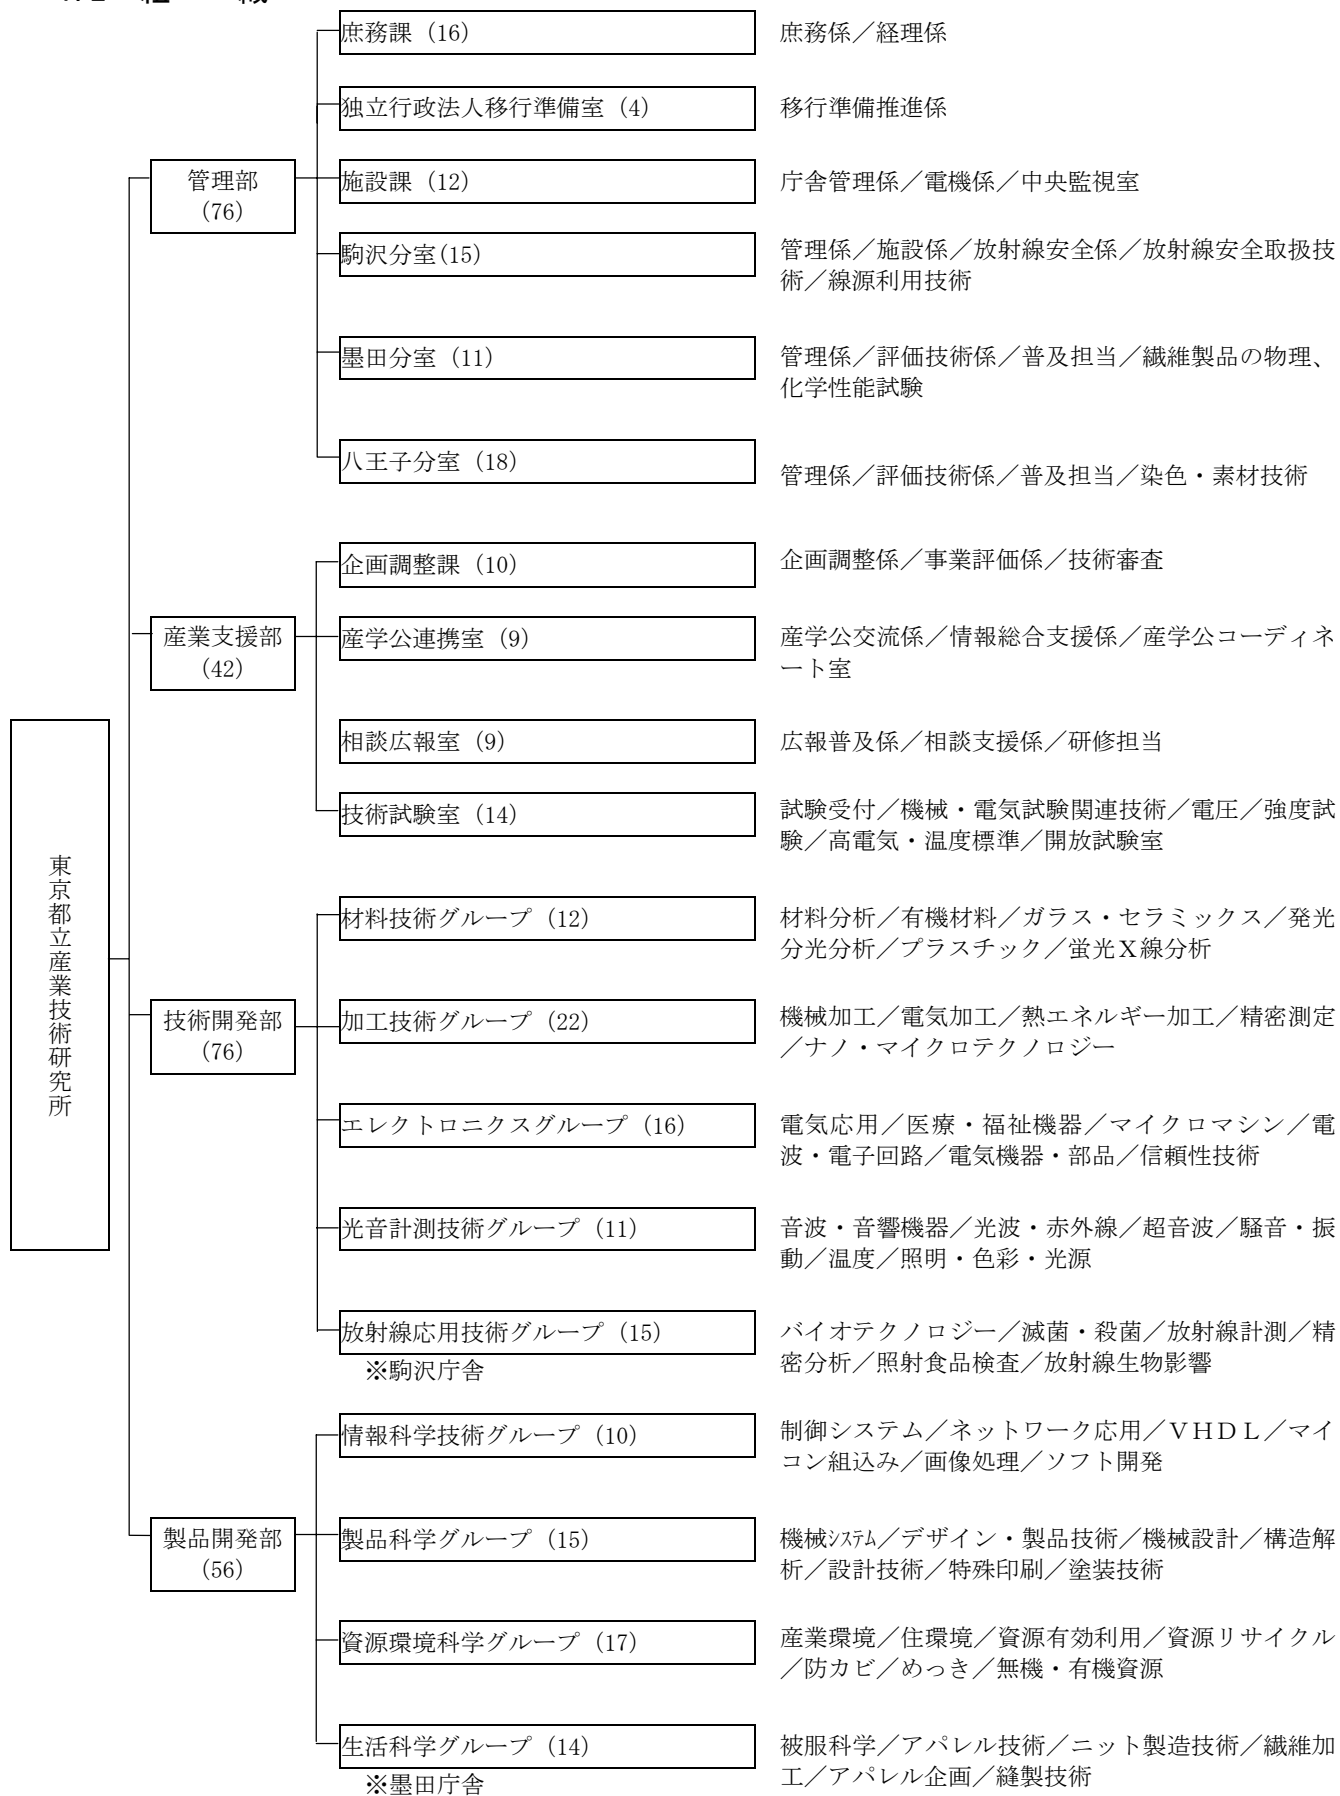 庶務課（16）
庶務係／経理係
独立行政法人移行準備室（4）
移行準備推進係
管理部
（76）
施設課（12）
庁舎管理係／電機係／中央監視室
駒沢分室(15)
管理係／施設係／放射線安全係／放射線安全取扱技
術／線源利用技術
墨田分室（11）
管理係／評価技術係／普及担当／繊維製品の物理、
化学性能試験
八王子分室（18）
管理係／評価技術係／普及担当／染色・素材技術
企画調整課（10）
企画調整係／事業評価係／技術審査
産業支援部
（42）
産学公連携室（9）
産学公交流係／情報総合支援係／産学公コーディネ
ート室
相談広報室（9）
広報普及係／相談支援係／研修担当
技術試験室（14）
試験受付／機械・電気試験関連技術／電圧／強度試
験／高電気・温度標準／開放試験室
東京都立産業技術研究所
材料技術グループ（12）
材料分析／有機材料／ガラス・セラミックス／発光
分光分析／プラスチック／蛍光Ｘ線分析
技術開発部
（76）
加工技術グループ（22）
機械加工／電気加工／熱エネルギー加工／精密測定
／ナノ・マイクロテクノロジー
エレクトロニクスグループ（16）
電気応用／医療・福祉機器／マイクロマシン／電
波・電子回路／電気機器・部品／信頼性技術
光音計測技術グループ（11）
音波・音響機器／光波・赤外線／超音波／騒音・振
動／温度／照明・色彩・光源
放射線応用技術グループ（15）
※駒沢庁舎
バイオテクノロジー／滅菌・殺菌／放射線計測／精
密分析／照射食品検査／放射線生物影響
情報科学技術グループ（10）
制御システム／ネットワーク応用／ＶＨＤＬ／マイ
コン組込み／画像処理／ソフト開発
製品開発部
（56）
製品科学グループ（15）
機械ｼｽﾃﾑ／デザイン・製品技術／機械設計／構造解
析／設計技術／特殊印刷／塗装技術
資源環境科学グループ（17）
産業環境／住環境／資源有効利用／資源リサイクル
／防カビ／めっき／無機・有機資源
生活科学グループ（14）
※墨田庁舎
被服科学／アパレル技術／ニット製造技術／繊維加
工／アパレル企画／縫製技術